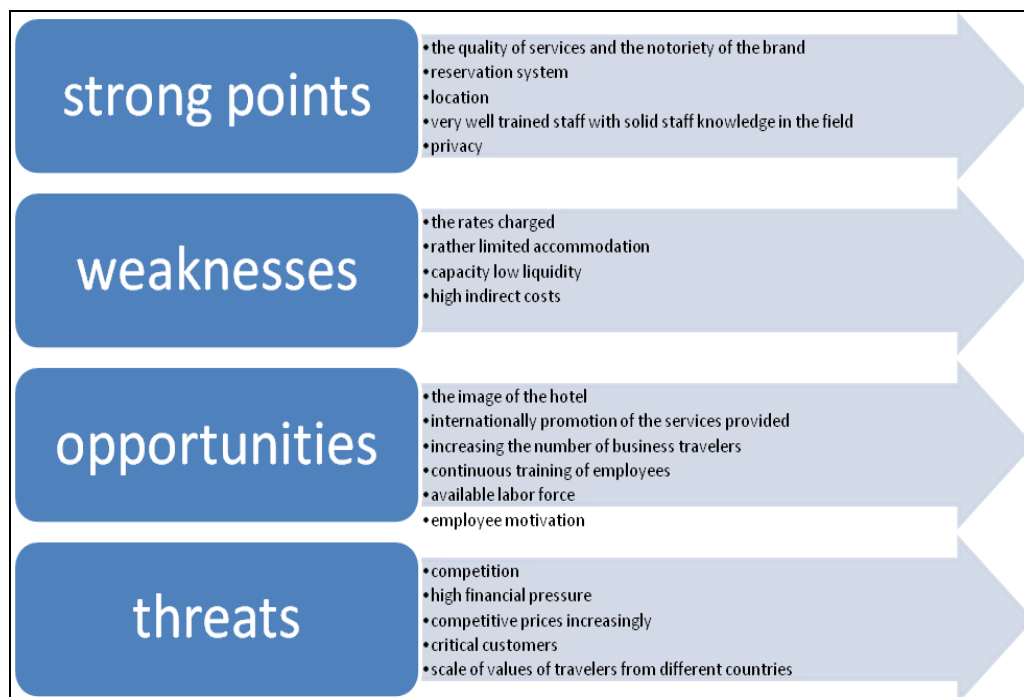 strong points
•the quality of services and the notoriety of the brand
•reservation system
•location
•very well trained staff with solid staff knowledge in the field
•privacy
weaknesses
•the rates charged
•rather limited accommodation
•capacity low liquidity
•high indirect costs
opportunities
•the image of the hotel
•internationally promotion of the services provided
•increasing the number of business travelers
•continuous training of employees
•available labor force
•employee motivation
threats
•competition
•high financial pressure
•competitive prices increasingly
•critical customers
•scale of values of travelers from different countries